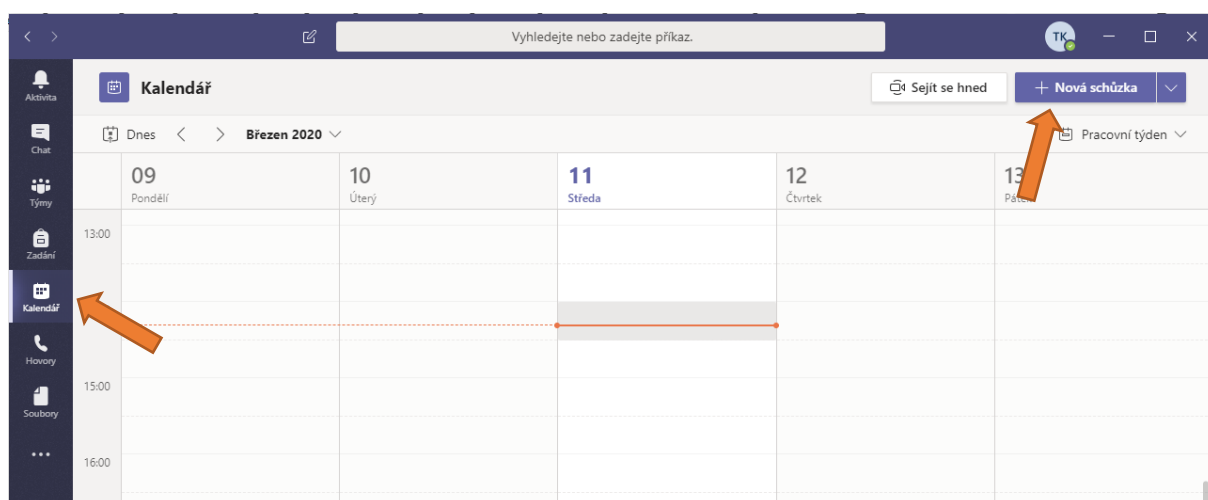 Vyhledejte nebo zadejte příkaz.
TK
Aktivita
Chat
Týmy
Zadání
Kalendář
Hovory
Soubory
Kalendář
Sejít se hned
+ Nová schůzka
Dnes
Březen 2020
Pracovní týden
09
Pondělí
10
Úterý
11
Středa
12
Čtvrtek
13:00
15:00
16:00